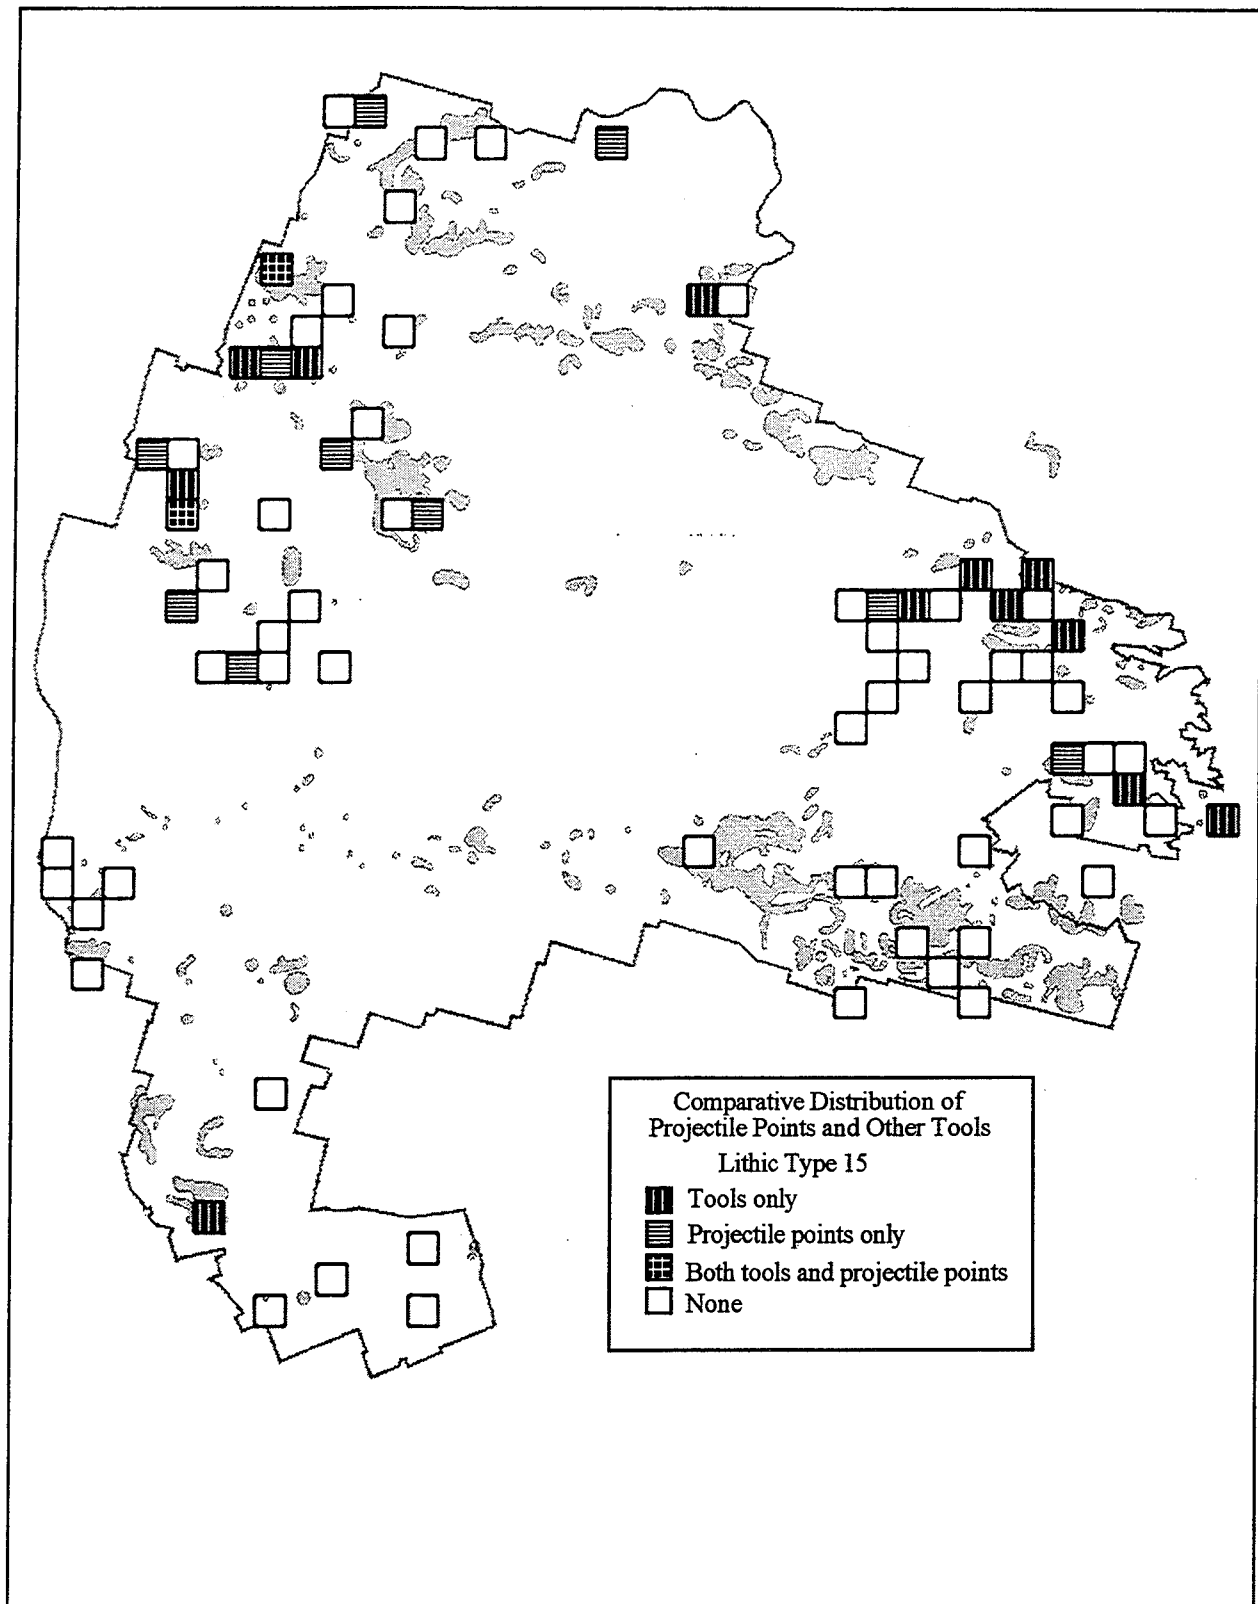 Comparative Distribution of
Projectile Points and Other Tools
Lithic Type 15
Tools only
Projectile points only
Both tools and projectile points
None